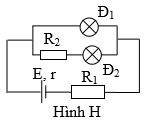 Đ₁
R₂
Đ₂
E, r
R₁
Hình H